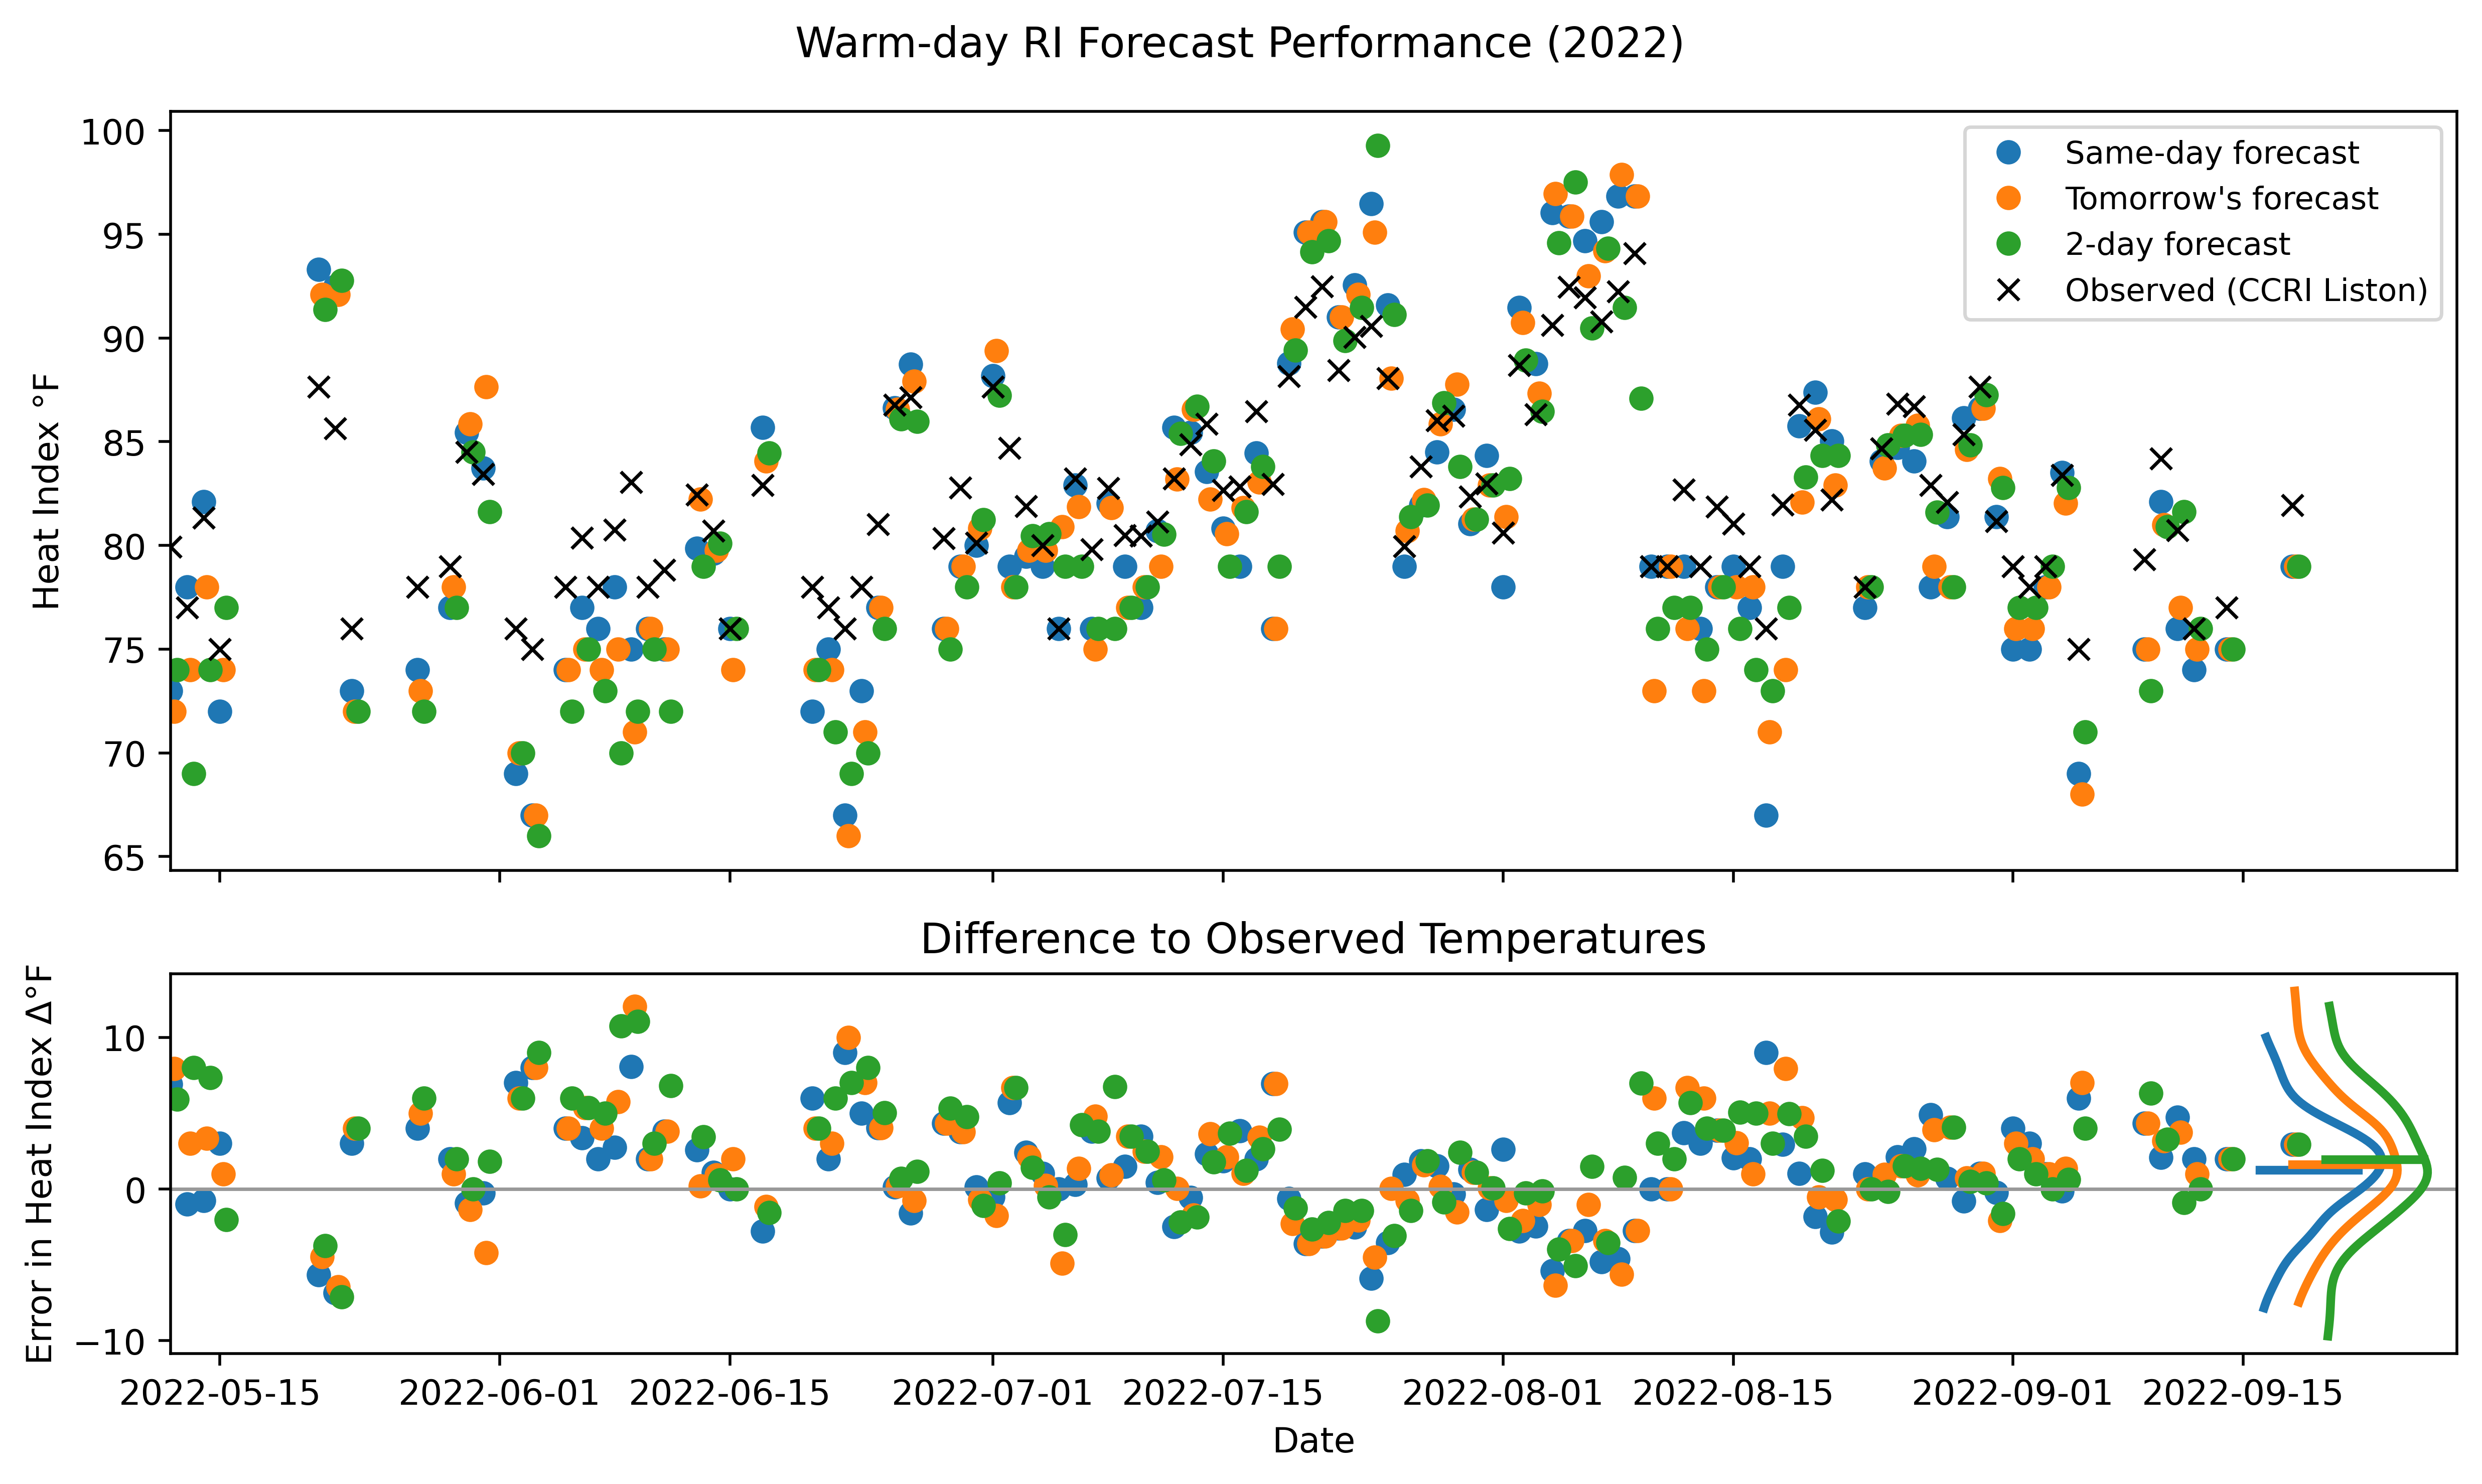 Warm-day RI Forecast Performance (2022)
100
95
90
85
80
75
70
65
Heat Index °F
Same-day forecast
Tomorrow's forecast
2-day forecast
Observed (CCRI Liston)
Difference to Observed Temperatures
10
0
−10
Error in Heat Index Δ°F
2022-05-15 2022-06-01 2022-06-15 2022-07-01 2022-07-15 2022-08-01 2022-08-15 2022-09-01 2022-09-15
Date